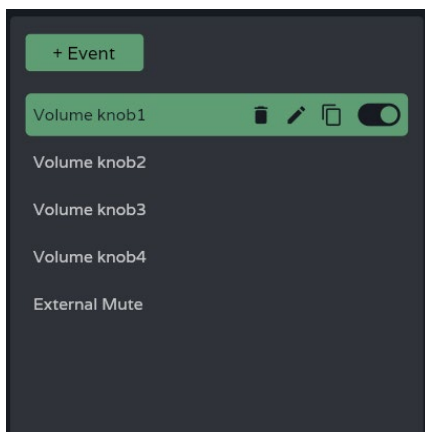 + Event
Volume knob1
Volume knob2
Volume knob3
Volume knob4
External Mute